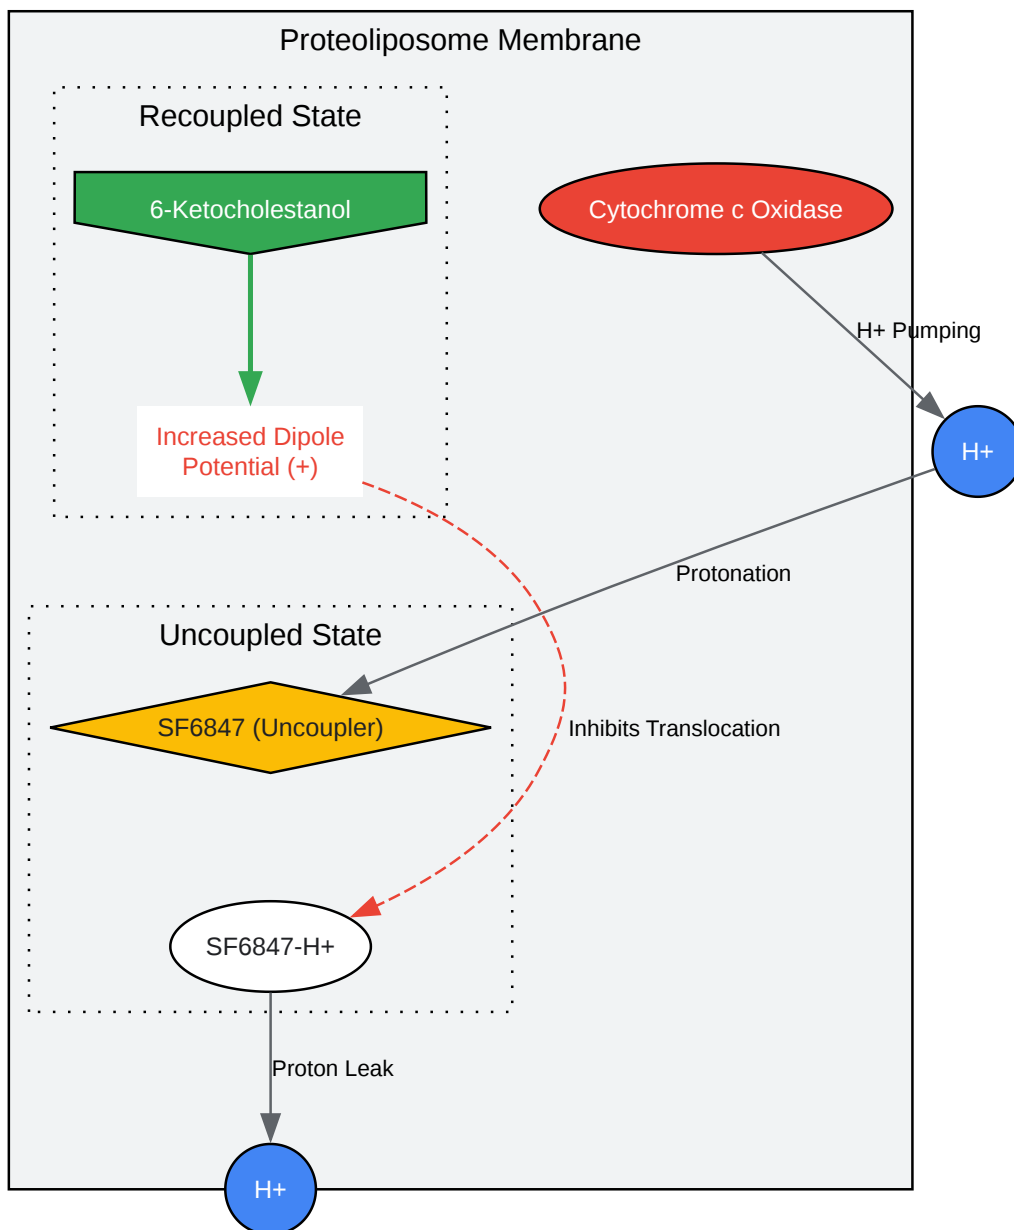 Proteoliposome Membrane
Recoupled State
6-Ketocholestanol
Cytochrome c Oxidase
H+ Pumping
Increased Dipole
Potential (+)
H+
Protonation
Uncoupled State
SF6847 (Uncoupler)
Inhibits Translocation
SF6847-H+
Proton Leak
H+